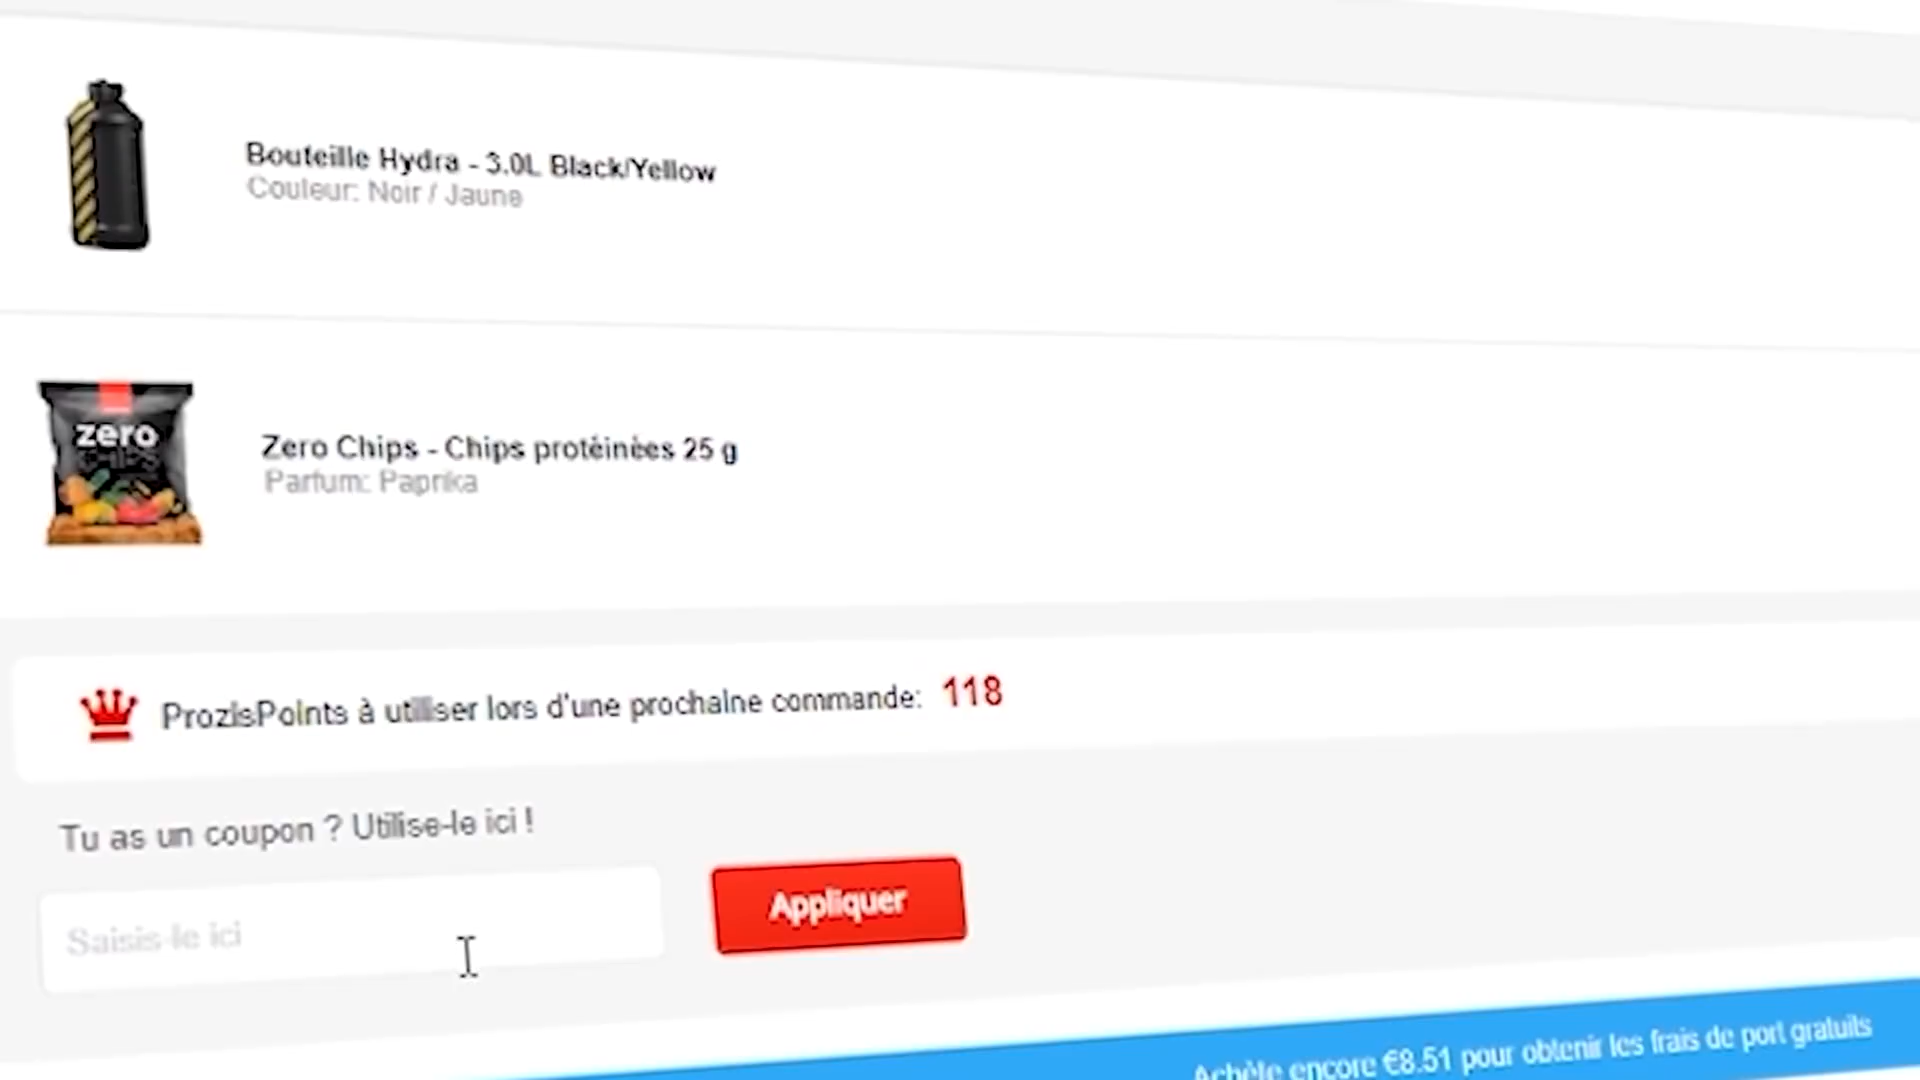 Bouteille Hydra - 3.0L Black/Yellow
Couleur: Noir / Jaune
zero
CHIPS
Zero Chips - Chips protéinées 25 g
Parfum: Paprika
ProzisPoints à utiliser lors d'une prochaine commande: 118
Tu as un coupon ? Utilise-le ici !
Saisis-le ici
Appliquer
Achète encore €8.51 pour obtenir les frais de port gratuits